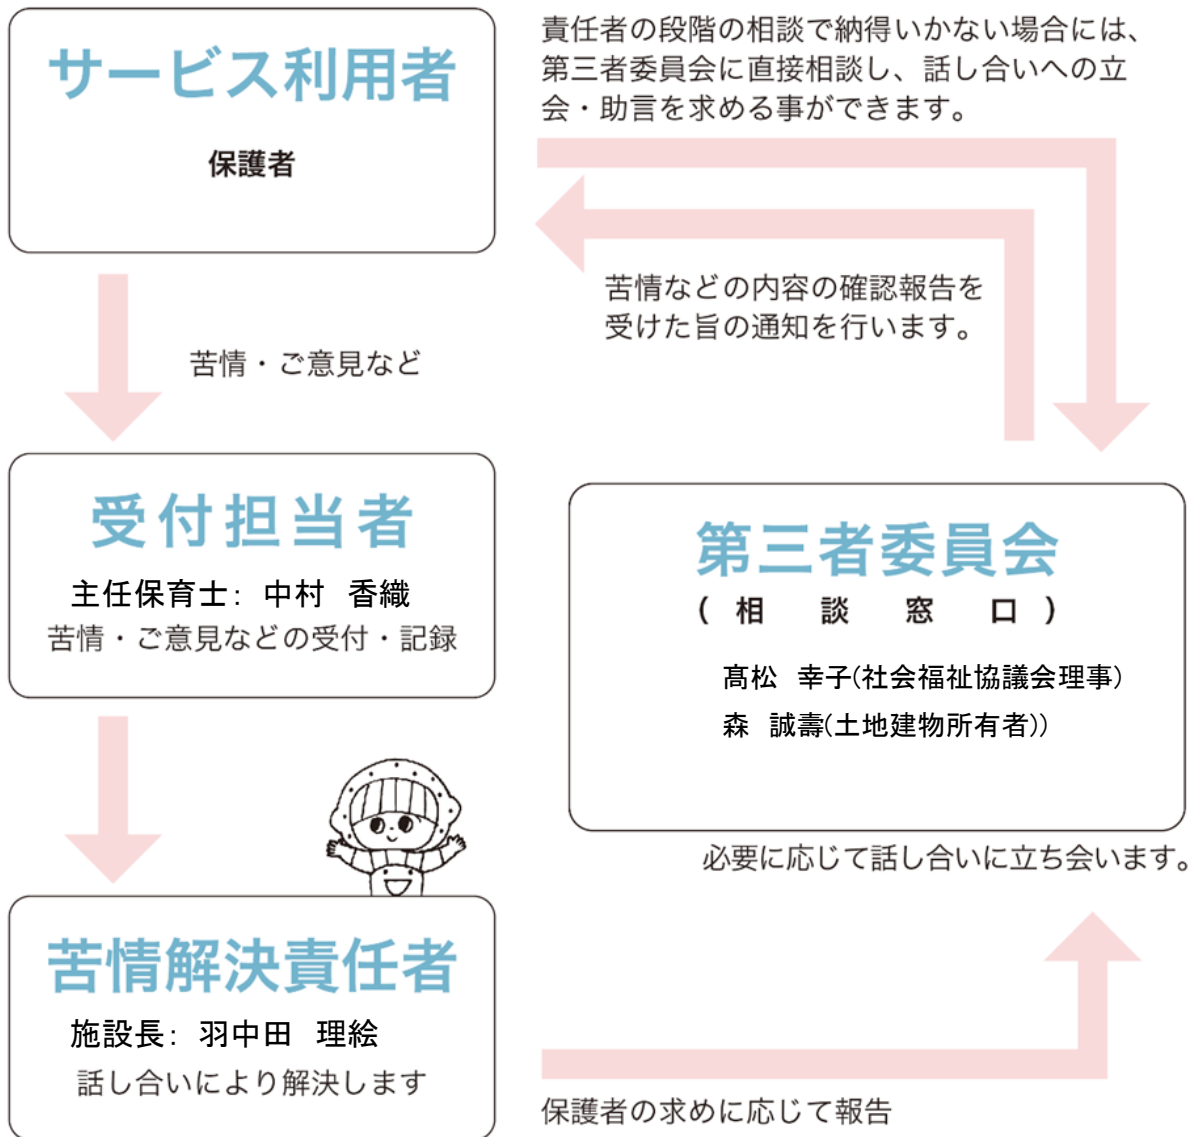 サービス利用者
保護者
責任者の段階の相談で納得いかない場合には、
第三者委員会に直接相談し、話し合いへの立
会・助言を求める事ができます。
苦情などの内容の確認報告を
受けた旨の通知を行います。
苦情・ご意見など
受付担当者
主任保育士： 中村　香織
苦情・ご意見などの受付・記録
第三者委員会
(相談窓口)
髙松　幸子(社会福祉協議会理事)
森　誠壽(土地建物所有者))
必要に応じて話し合いに立ち会います。
苦情解決責任者
施設長： 羽中田　理絵
話し合いにより解決します
保護者の求めに応じて報告